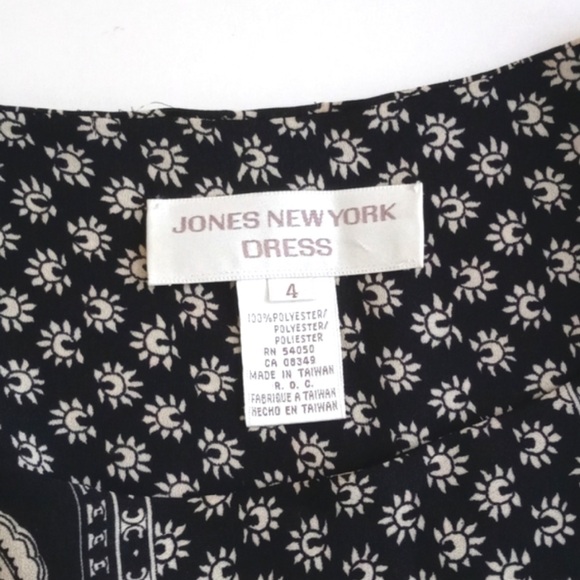 JONES NEW YORK
DRESS
4
100%POLYESTER/
POLYESTER/
POLIESTER
RN 54050
CA 08349
MADE IN TAIWAN
R. D. C.
FABRIQUE A TAIWAN
HECHO EN TAIWAN